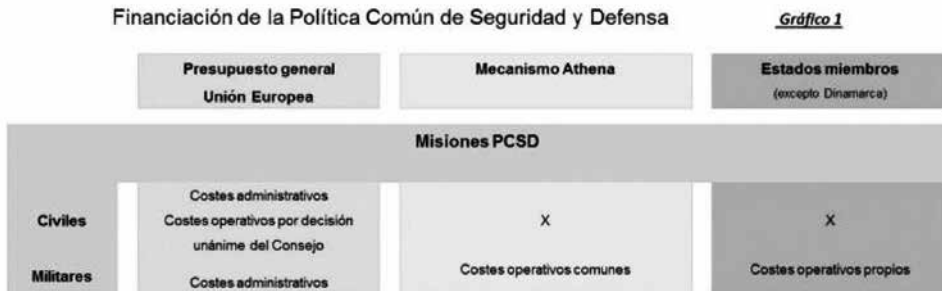 Financiación de la Política Común de Seguridad y Defensa
Gráfico 1
Presupuesto general
Unión Europea
Mecanismo Athena
Estados miembros
(excepto Dinamarca)
Misiones PCSD
Civiles
Costes administrativos
Costes operativos por decisión
unánime del Consejo
X
X
Militares
Costes administrativos
Costes operativos comunes
Costes operativos propios